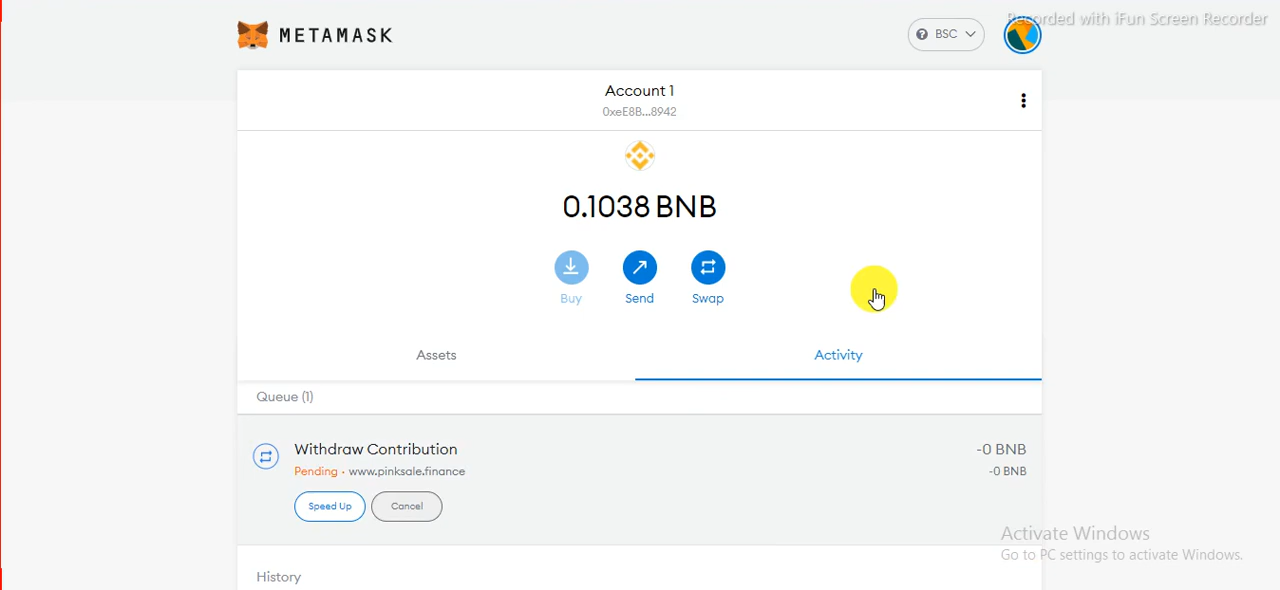 Recorded with iFun Screen Recorder
METAMASK
BSC
Account 1
0xeE8B...8942
0.1038 BNB
Buy
Send
Swap
Assets
Activity
Queue (1)
Withdraw Contribution
-0 BNB
Pending · www.pinksale.finance
-0 BNB
Speed Up
Cancel
Activate Windows
Go to PC settings to activate Windows.
History